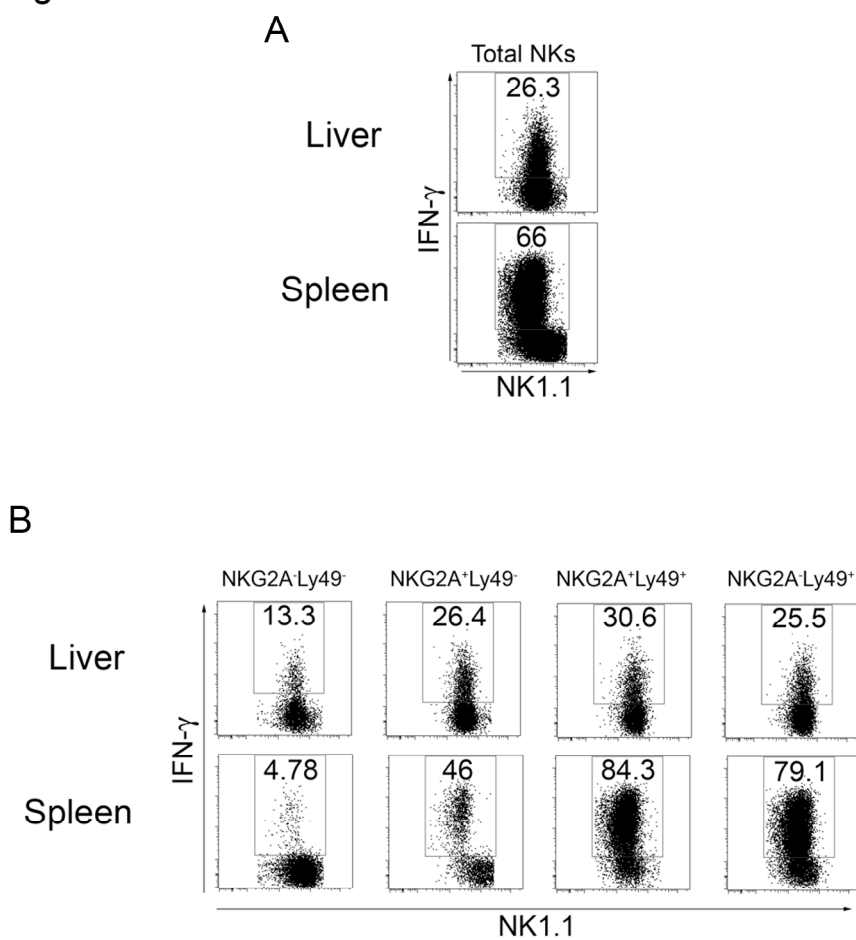 A
Total NKs
26.3
Liver
IFN-γ
66
Spleen
NK1.1
B
NKG2A⁻Ly49⁻ NKG2A⁺Ly49⁻ NKG2A⁺Ly49⁺ NKG2A⁻Ly49⁺
13.3 26.4 30.6 25.5
Liver
IFN-γ
4.78 46 84.3 79.1
Spleen
NK1.1